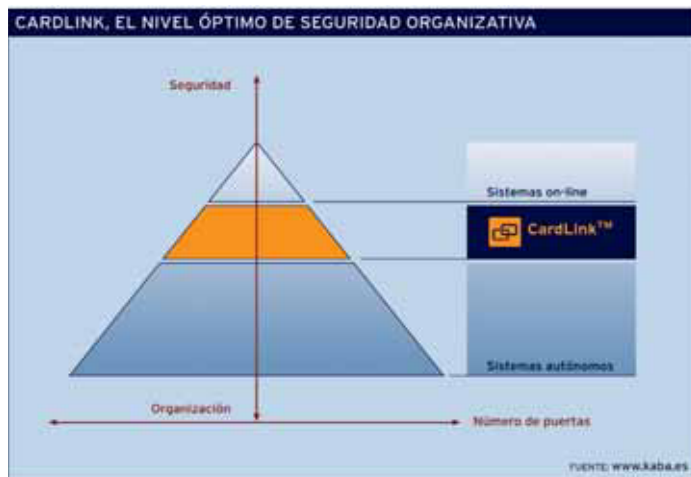 CARDLINK, EL NIVEL ÓPTIMO DE SEGURIDAD ORGANIZATIVA
Seguridad
Sistemas on-line
CardLink™
Sistemas autónomos
Organización
Número de puertas
FUENTE: www.kaba.es